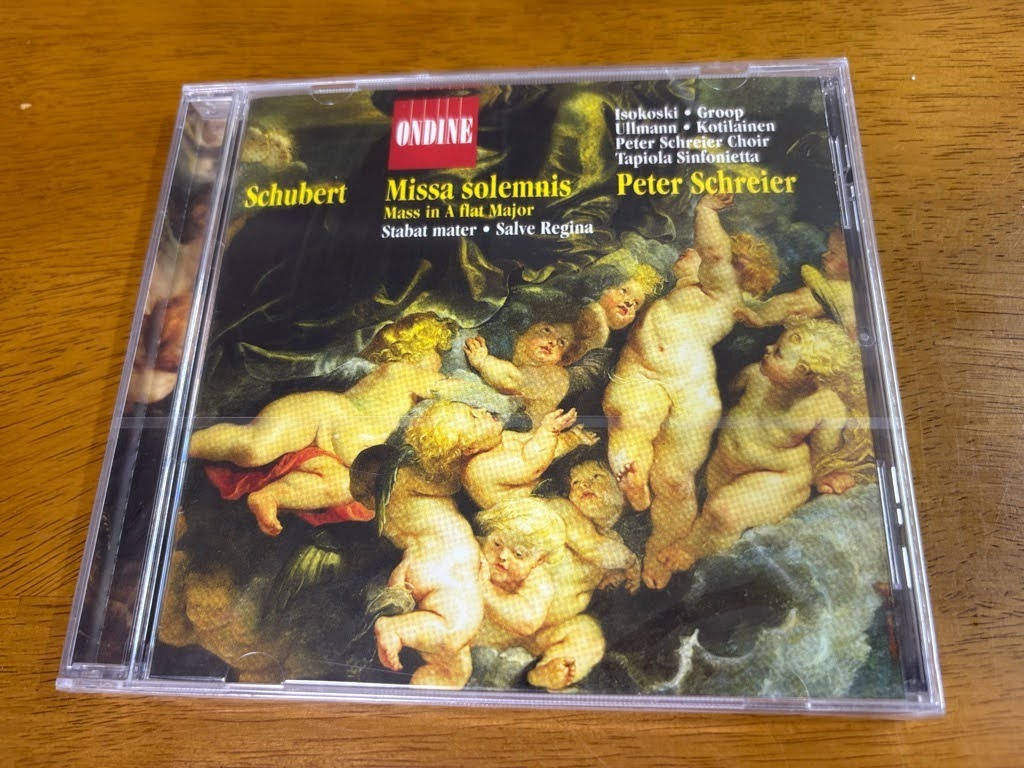 ONDINE
Isokoski • Groop
Ullmann • Kotilainen
Peter Schreier Choir
Tapiola Sinfonietta
Schubert
Missa solemnis
Mass in A flat Major
Stabat mater • Salve Regina
Peter Schreier